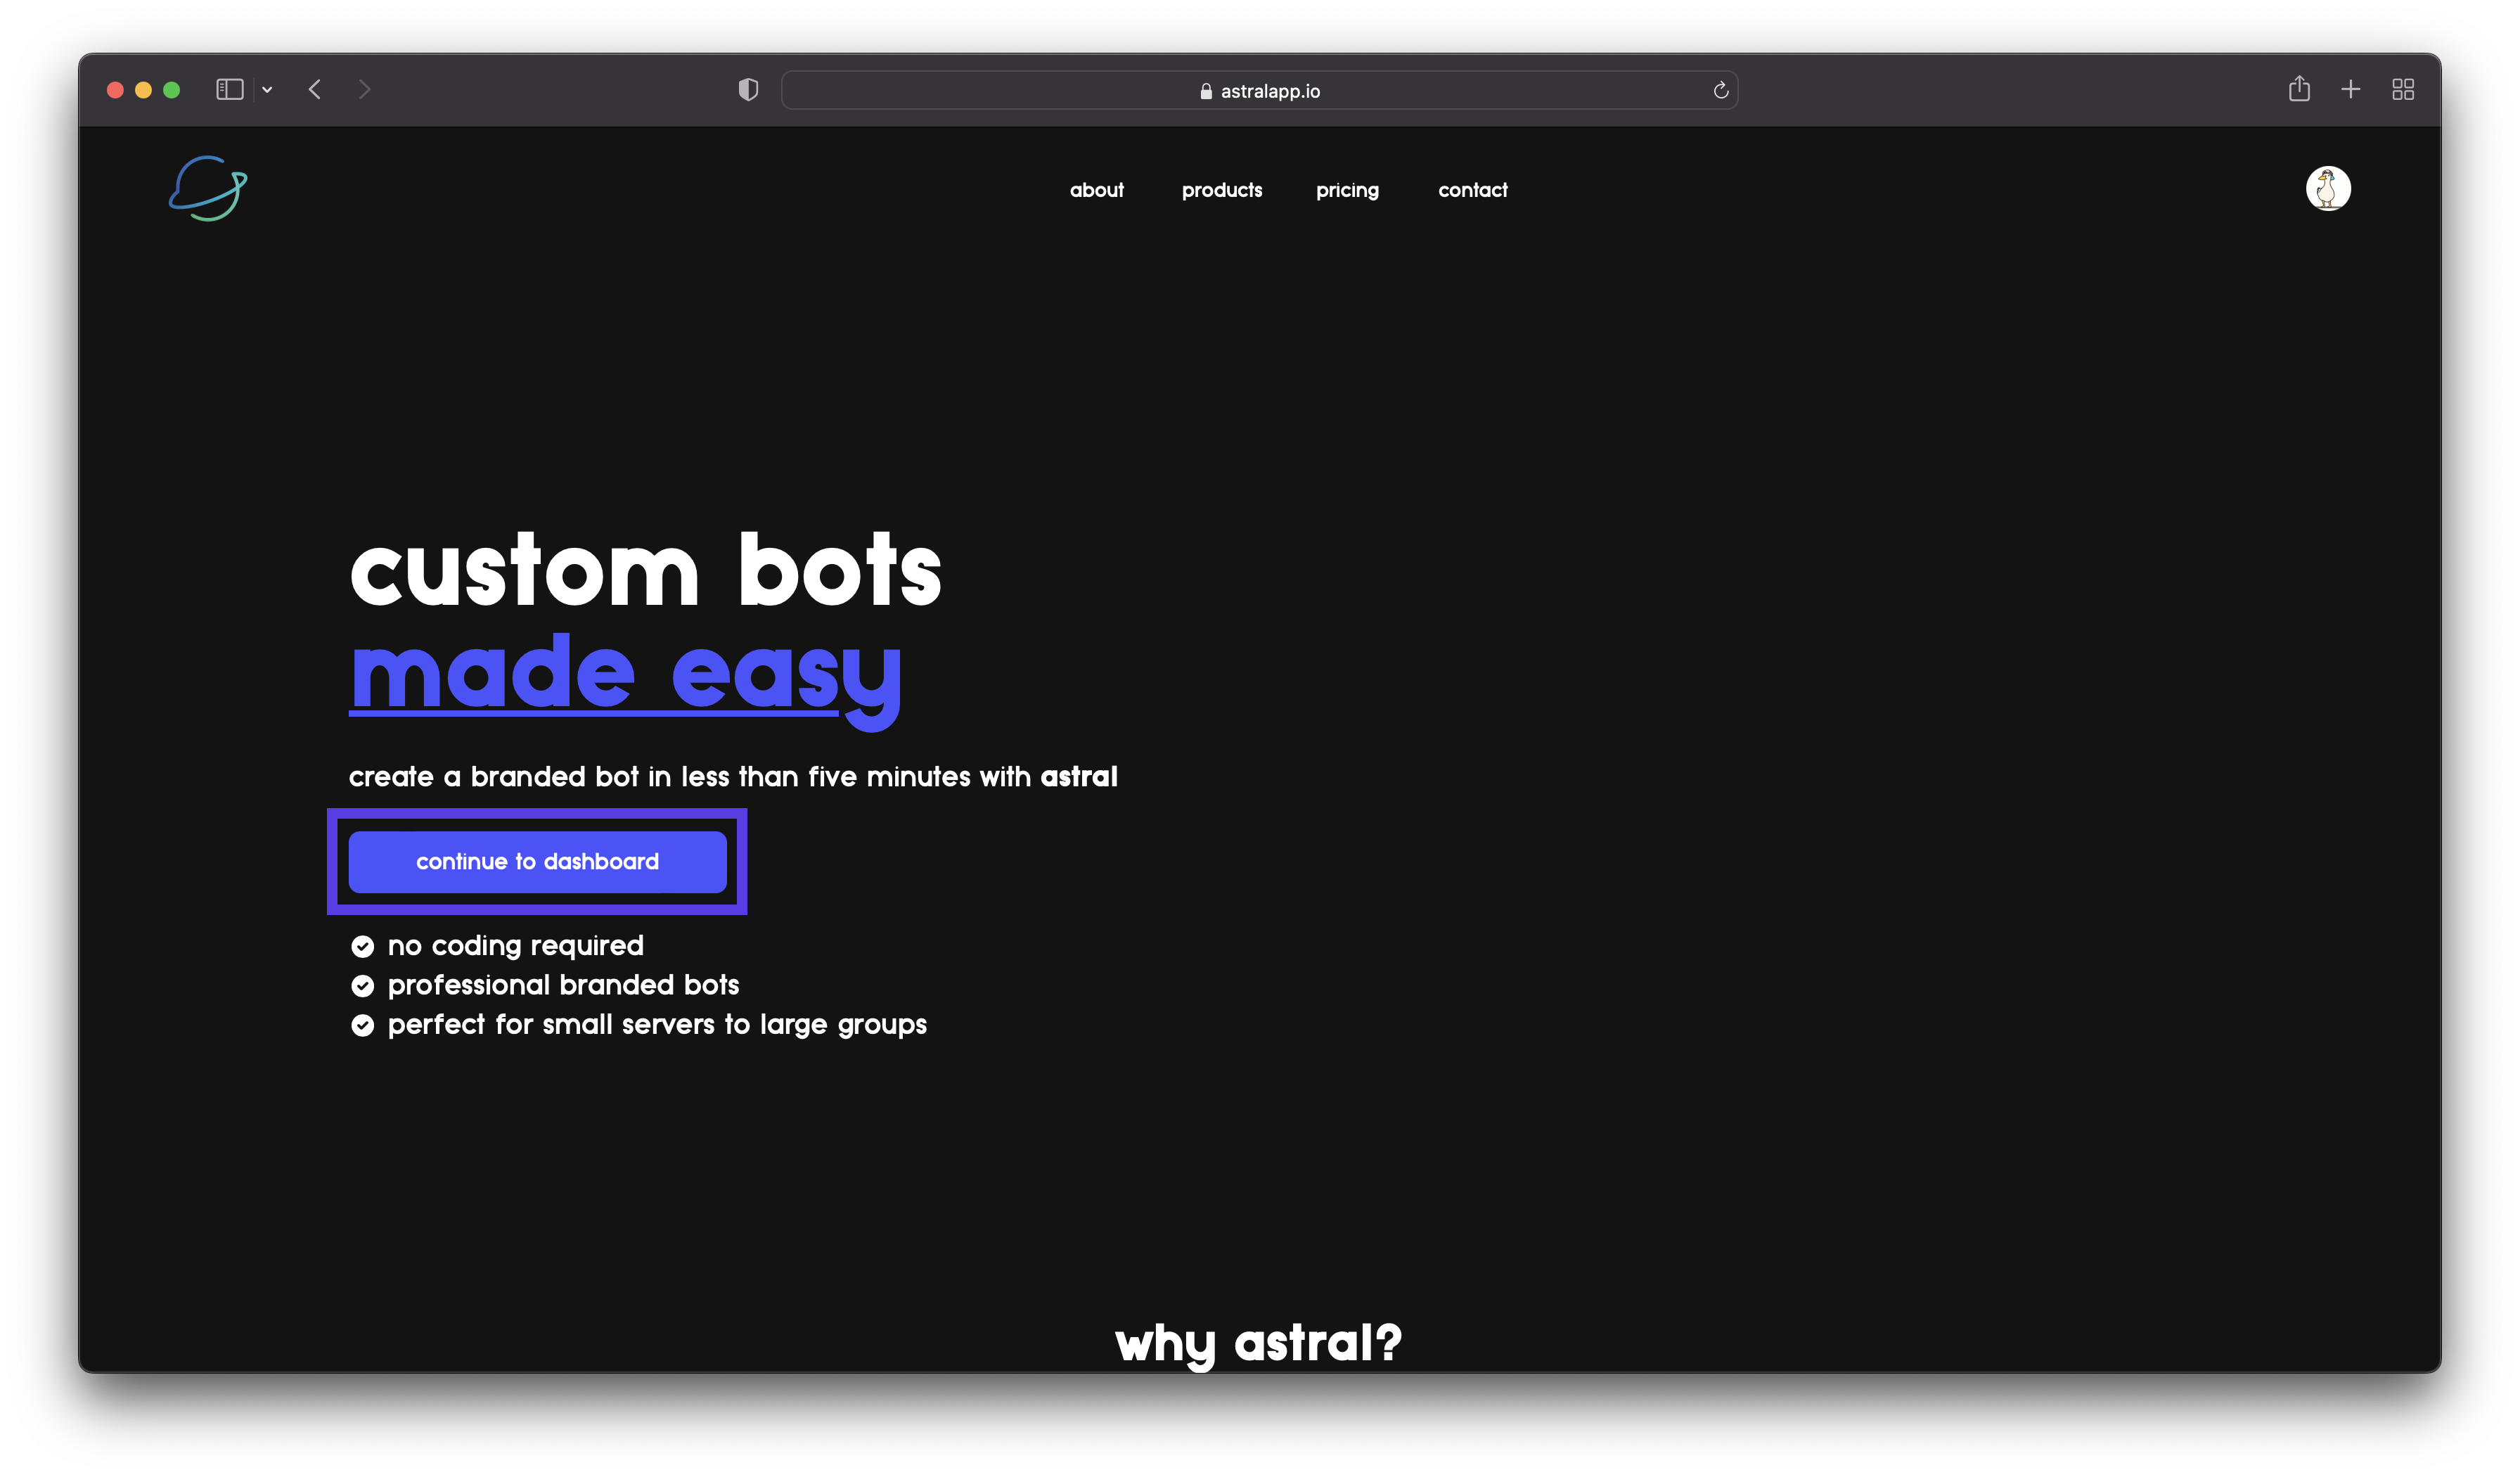 astralapp.io
about products pricing contact
custom bots
made easy
create a branded bot in less than five minutes with astral
continue to dashboard
no coding required
professional branded bots
perfect for small servers to large groups
why astral?